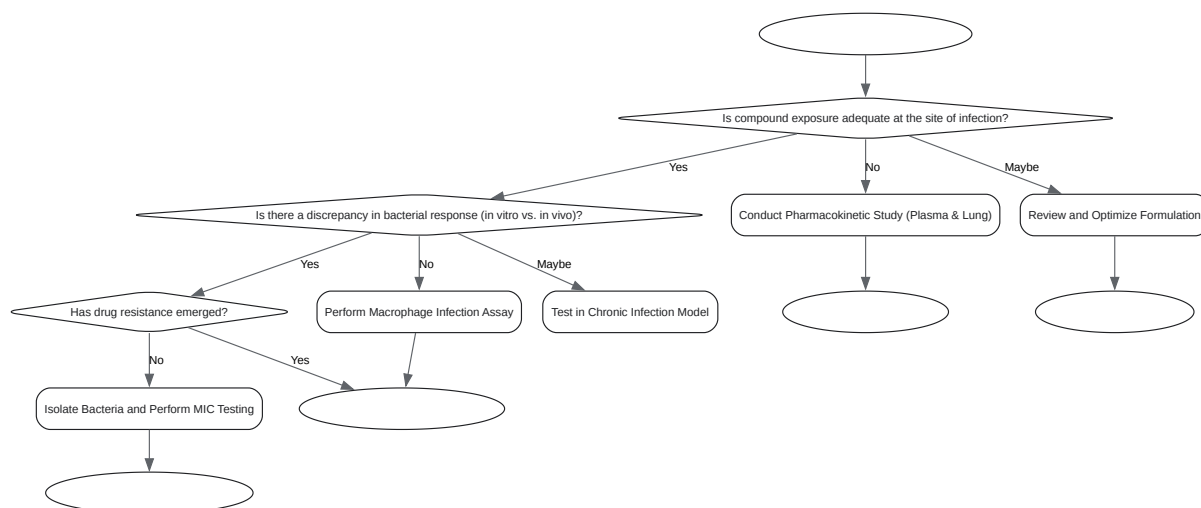 Is compound exposure adequate at the site of infection?
Yes
No
Maybe
Is there a discrepancy in bacterial response (in vitro vs. in vivo)?
Conduct Pharmacokinetic Study (Plasma & Lung)
Review and Optimize Formulation
Yes
No
Maybe
Has drug resistance emerged?
Perform Macrophage Infection Assay
Test in Chronic Infection Model
No
Yes
Isolate Bacteria and Perform MIC Testing